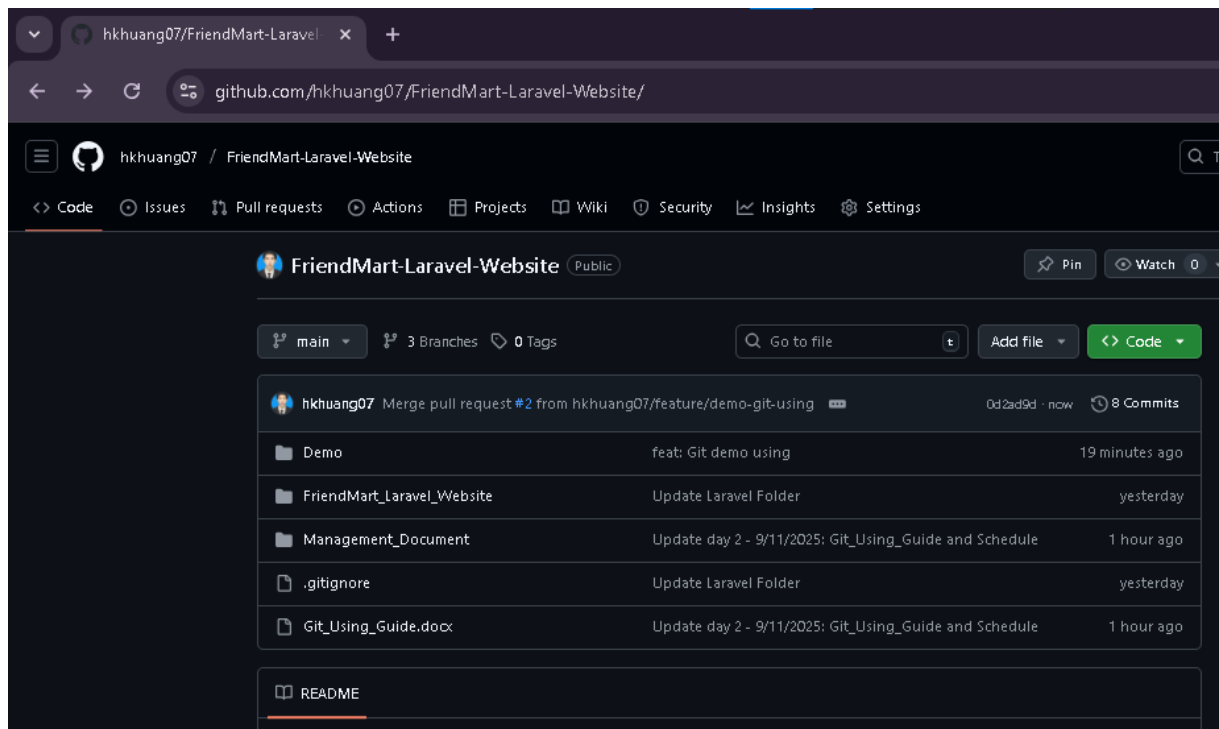 hkhuang07/FriendMart-Laravel-
github.com/hkhuang07/FriendMart-Laravel-Website/
hkhuang07 / FriendMart-Laravel-Website
T
Code Issues Pull requests Actions Projects Wiki Security Insights Settings
FriendMart-Laravel-Website Public
Pin Watch 0
main 3 Branches 0 Tags Go to file t Add file Code
hkhuang07 Merge pull request #2 from hkhuang07/feature/demo-git-using 0d2ad9d · now 8 Commits
Demo feat: Git demo using 19 minutes ago
FriendMart_Laravel_Website Update Laravel Folder yesterday
Management_Document Update day 2 - 9/11/2025: Git_Using_Guide and Schedule 1 hour ago
.gitignore Update Laravel Folder yesterday
Git_Using_Guide.docx Update day 2 - 9/11/2025: Git_Using_Guide and Schedule 1 hour ago
README